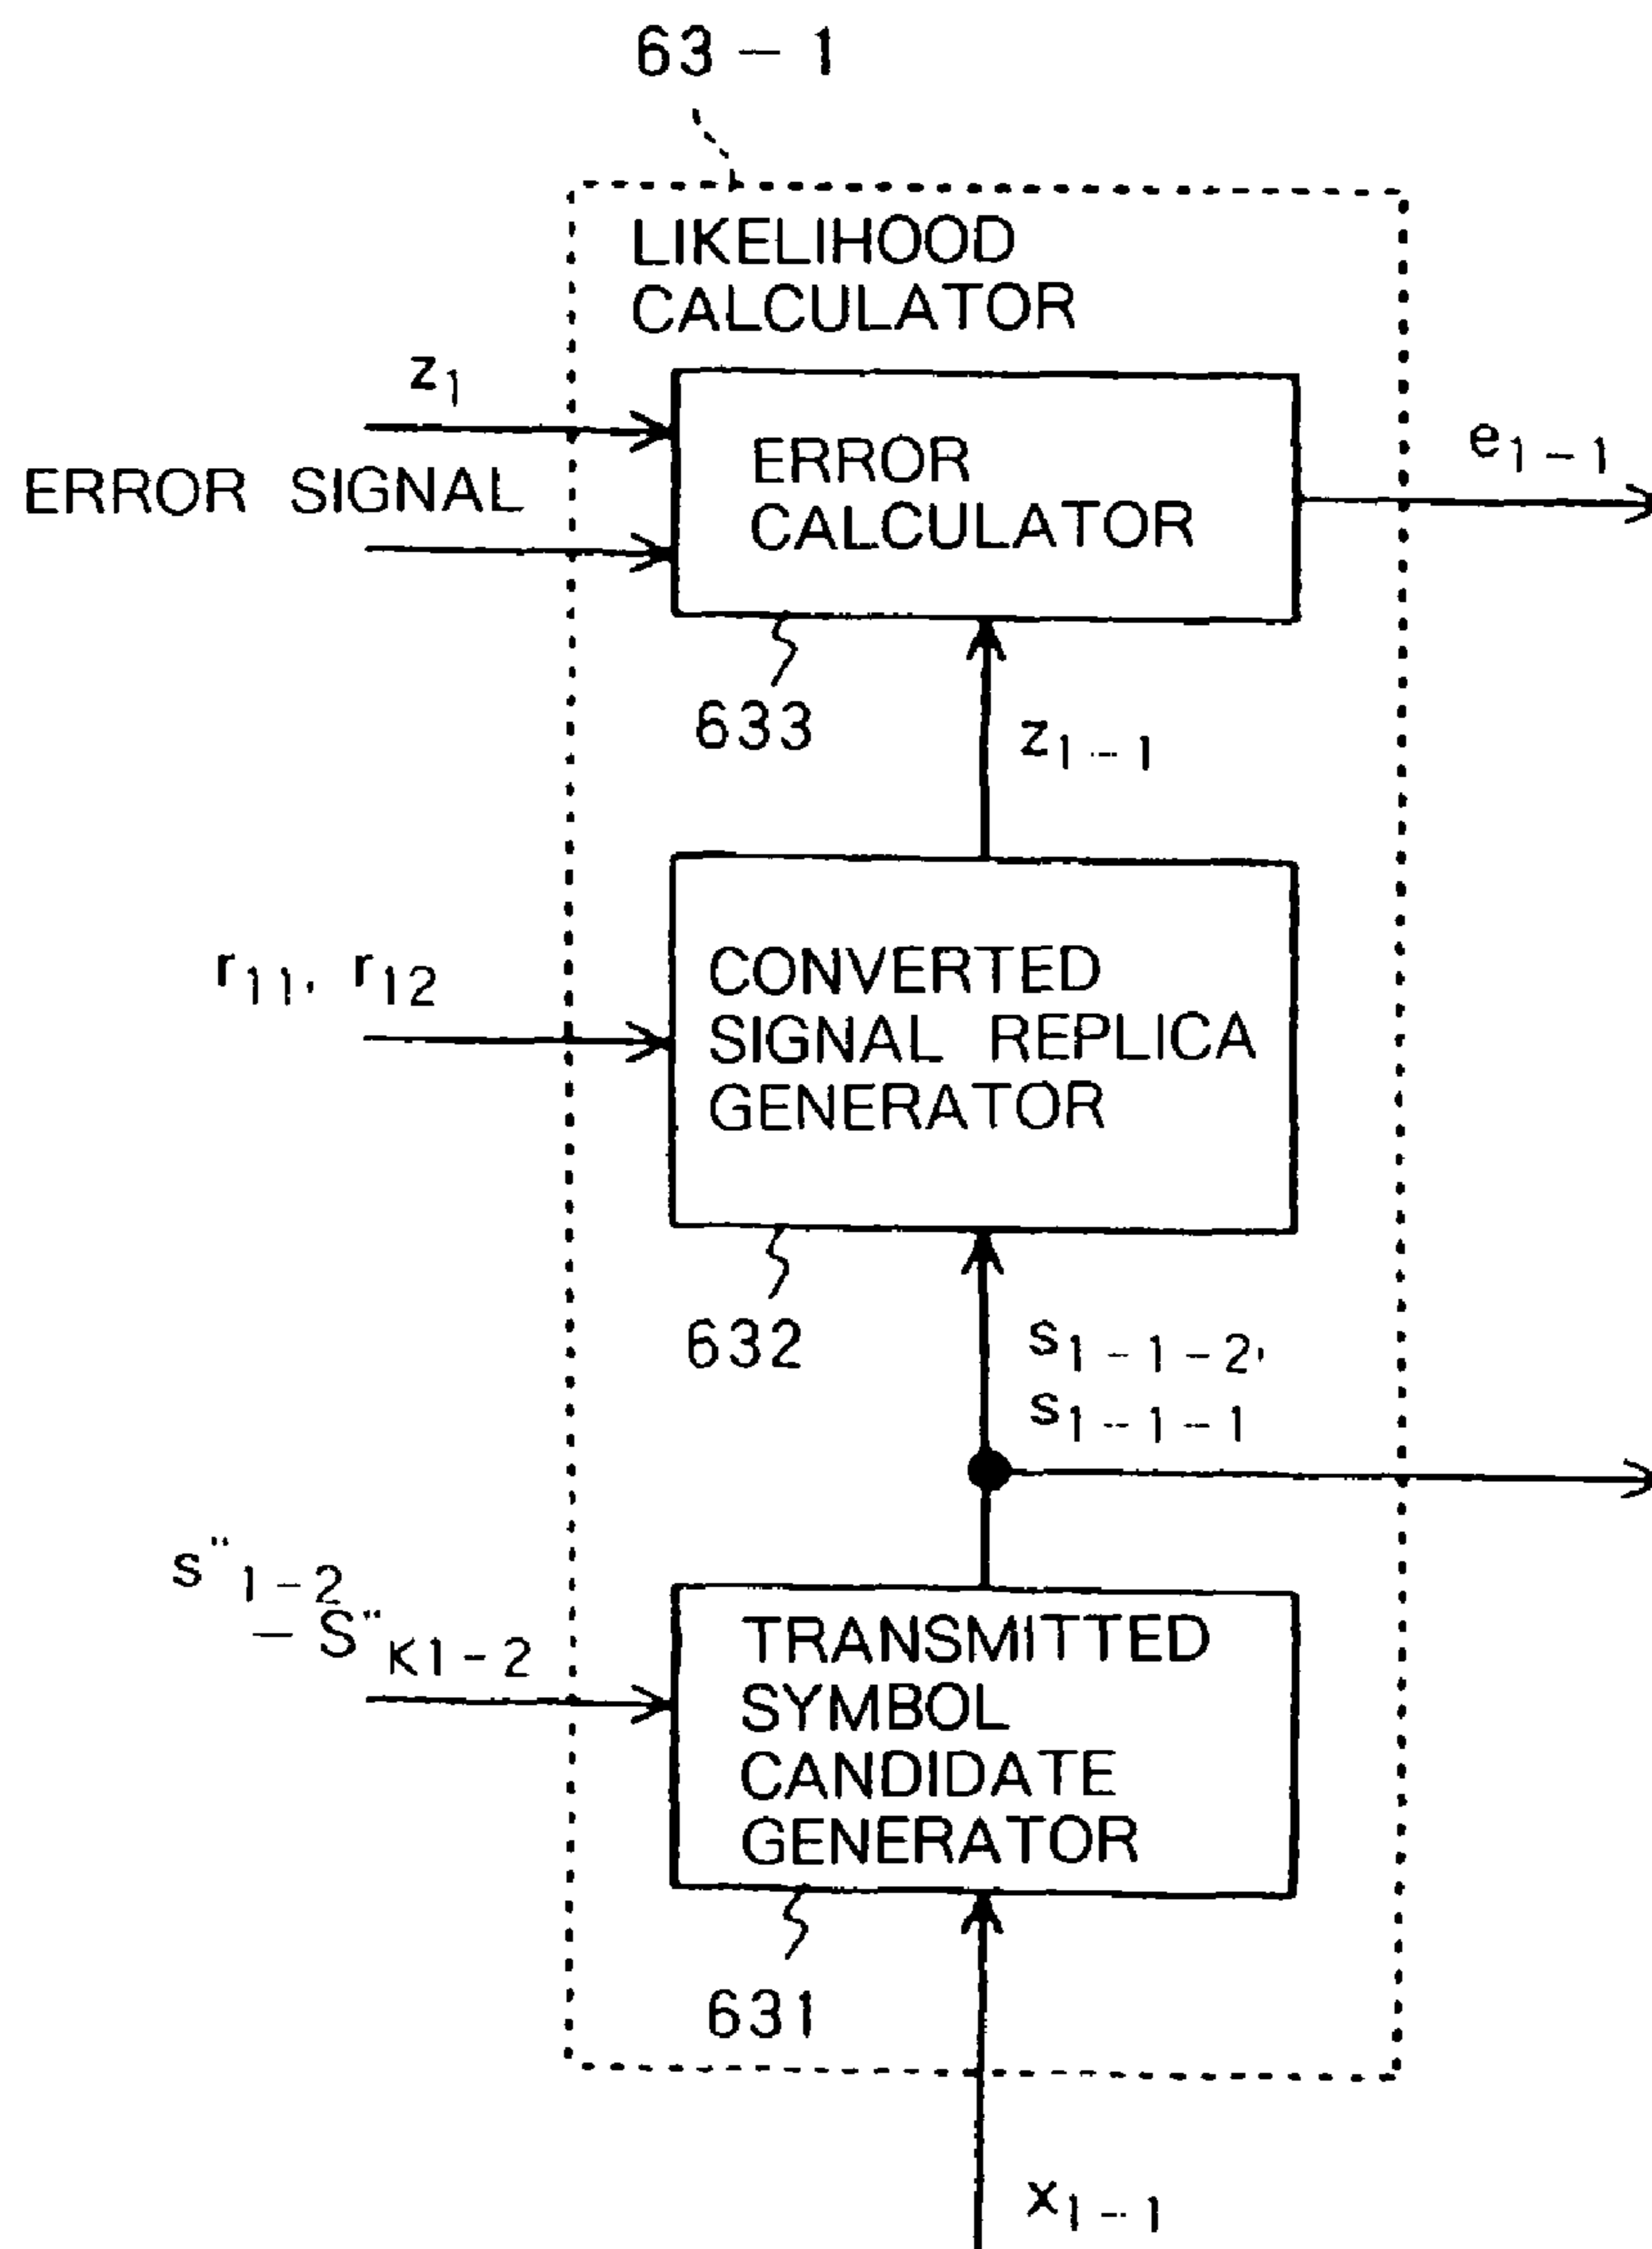 63-1
LIKELIHOOD
CALCULATOR
z1
ERROR SIGNAL
ERROR
CALCULATOR
e1-1
633
z1-1
r11, r12
CONVERTED
SIGNAL REPLICA
GENERATOR
632
s1-1-2,
s1-1-1
s"1-2
- S"K1-2
TRANSMITTED
SYMBOL
CANDIDATE
GENERATOR
631
x1-1